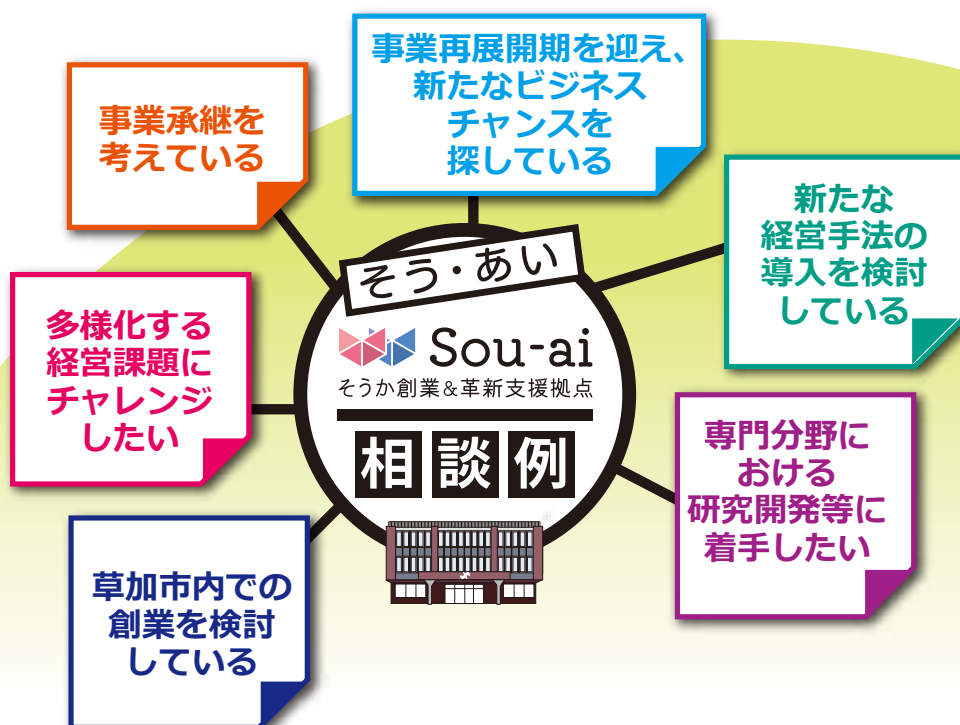 事業再展開期を迎え、
新たなビジネス
チャンスを
探している
事業承継を
考えている
新たな
経営手法の
導入を検討
している
そう・あい
Sou-ai
そうか創業&革新支援拠点
相談例
多様化する
経営課題に
チャレンジ
したい
専門分野に
おける
研究開発等に
着手したい
草加市内での
創業を検討
している